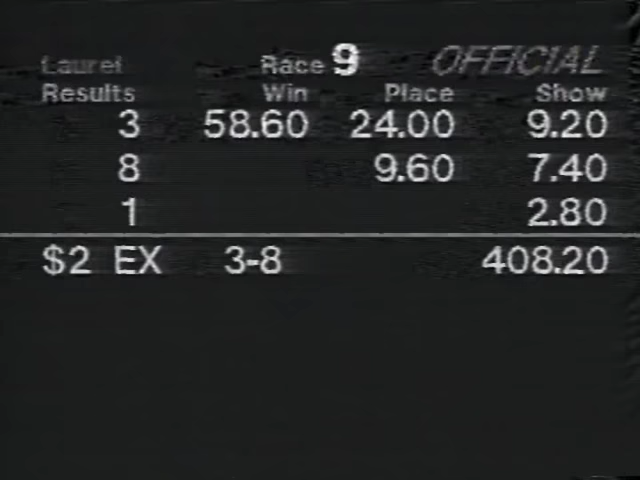 Laurel Race 9 OFFICIAL
Results Win Place Show
3 58.60 24.00 9.20
8 9.60 7.40
1 2.80
$2 EX 3-8 408.20